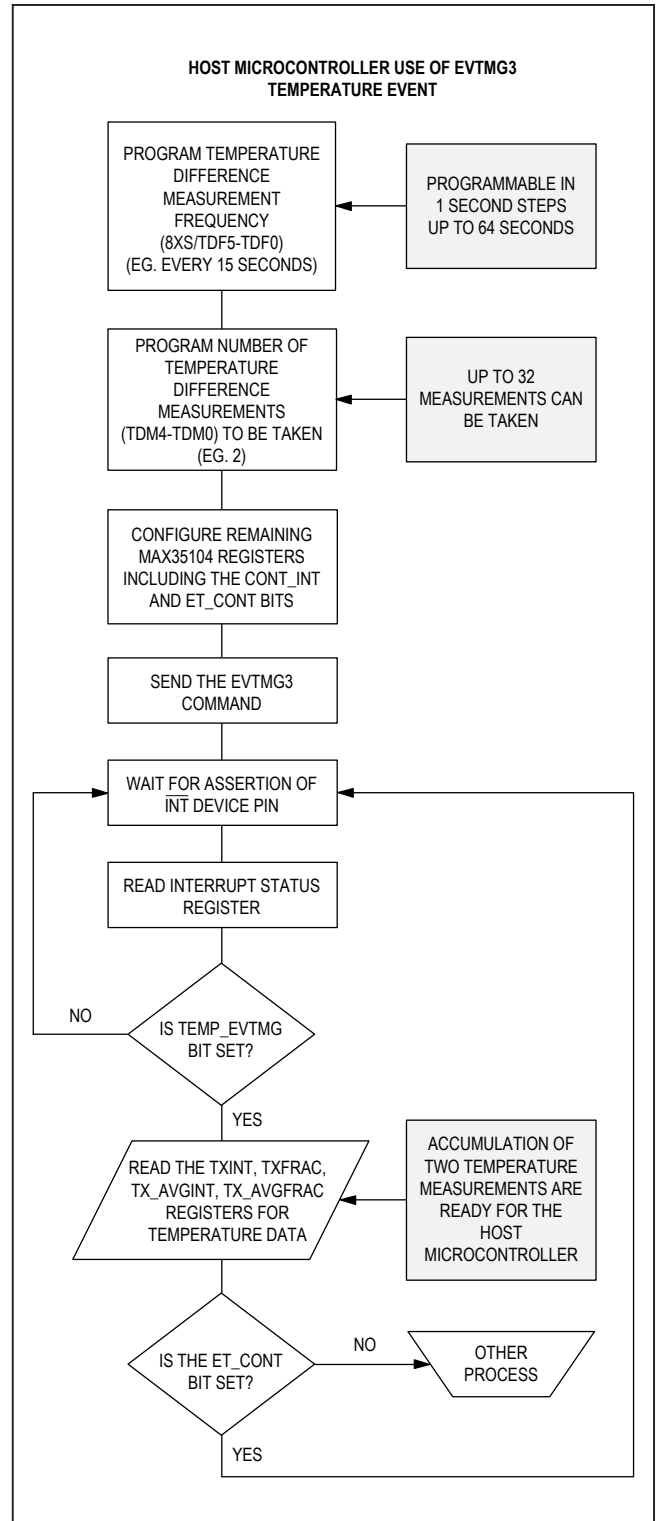 HOST MICROCONTROLLER USE OF EVTMG3
TEMPERATURE EVENT
PROGRAM TEMPERATURE
DIFFERENCE
MEASUREMENT
FREQUENCY
(8XS/TDF5-TDF0)
(EG. EVERY 15 SECONDS)
PROGRAMMABLE IN
1 SECOND STEPS
UP TO 64 SECONDS
PROGRAM NUMBER OF
TEMPERATURE
DIFFERENCE
MEASUREMENTS
(TDM4-TDM0) TO BE TAKEN
(EG. 2)
UP TO 32
MEASUREMENTS CAN
BE TAKEN
CONFIGURE REMAINING
MAX35104 REGISTERS
INCLUDING THE CONT_INT
AND ET_CONT BITS
SEND THE EVTMG3
COMMAND
WAIT FOR ASSERTION OF
INT DEVICE PIN
READ INTERRUPT STATUS
REGISTER
NO
IS TEMP_EVTMG
BIT SET?
YES
READ THE TXINT, TXFRAC,
TX_AVGINT, TX_AVGFRAC
REGISTERS FOR
TEMPERATURE DATA
ACCUMULATION OF
TWO TEMPERATURE
MEASUREMENTS ARE
READY FOR THE
HOST
MICROCONTROLLER
IS THE ET_CONT
BIT SET?
NO
OTHER
PROCESS
YES